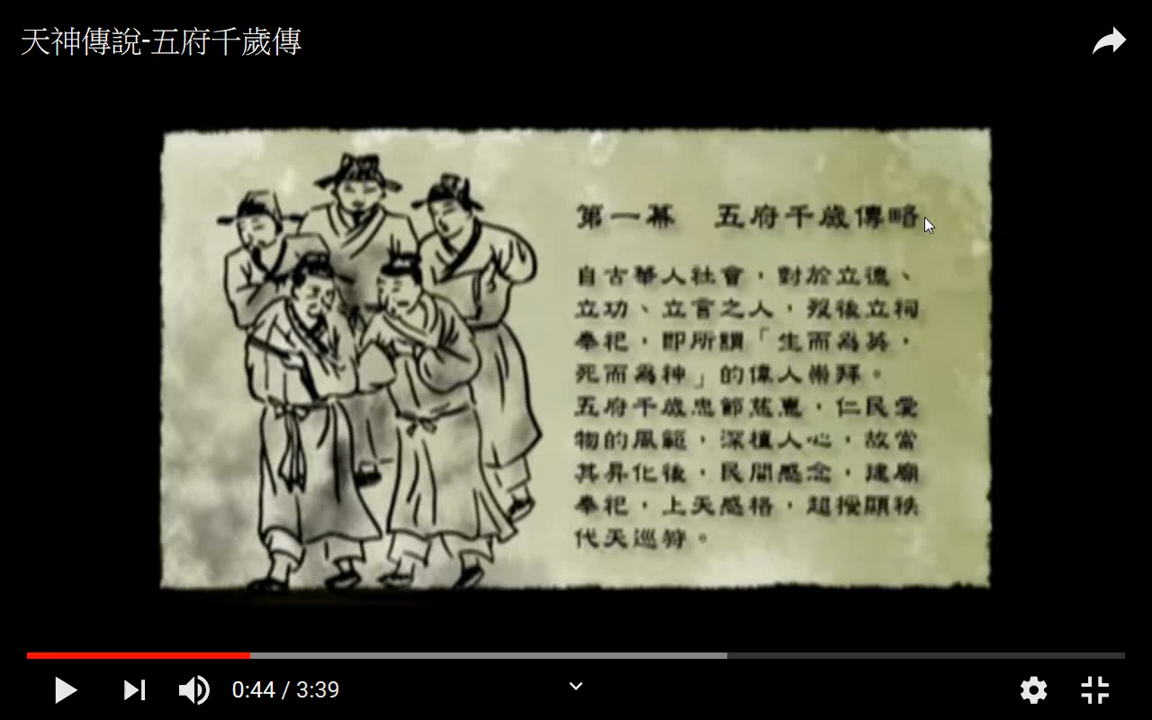 天神傳說-五府千歲傳
第一幕 五府千歲傳略
自古華人社會,對於立德、
立功、立言之人,歿後立祠
奉祀,即所謂「生而為英,
死而為神」的偉人崇拜。
五府千歲忠節慈惠,仁民愛
物的風範,深植人心,故當
其昇化後,民間感念,建廟
奉祀,上天感格,超授顯秩
代天巡狩。
0:44 / 3:39